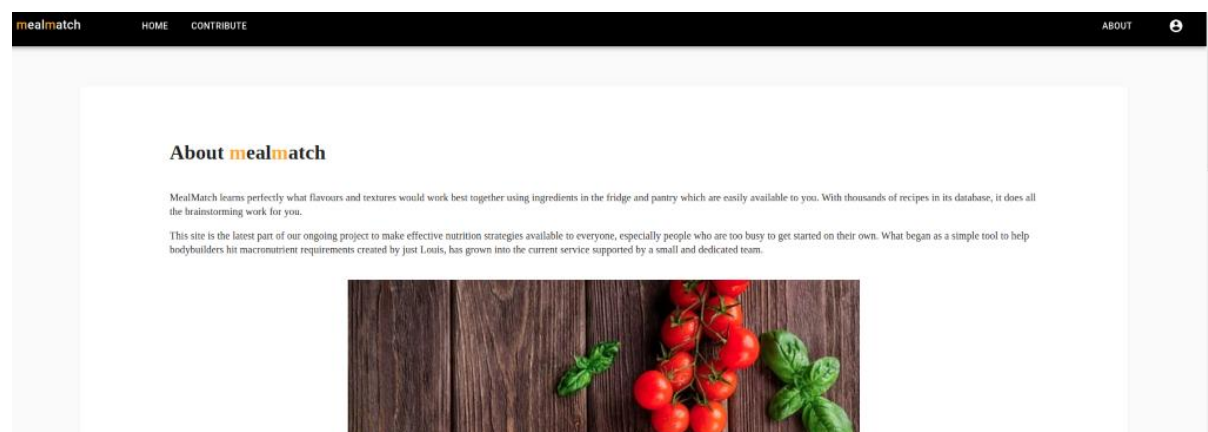 mealmatch HOME CONTRIBUTE ABOUT
About mealmatch
MealMatch learns perfectly what flavours and textures would work best together using ingredients in the fridge and pantry which are easily available to you. With thousands of recipes in its database, it does all
the brainstorming work for you.
This site is the latest part of our ongoing project to make effective nutrition strategies available to everyone, especially people who are too busy to get started on their own. What began as a simple tool to help
bodybuilders hit macronutrient requirements created by just Louis, has grown into the current service supported by a small and dedicated team.